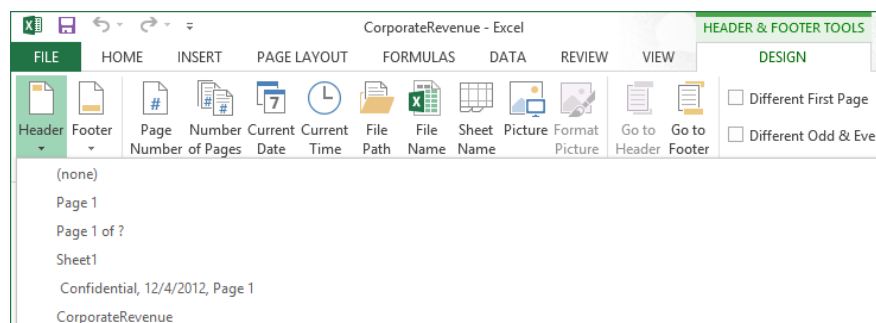 CorporateRevenue - Excel
HEADER & FOOTER TOOLS
FILE HOME INSERT PAGE LAYOUT FORMULAS DATA REVIEW VIEW DESIGN
Header Footer Page Number Number of Pages Current Date Current Time File Path File Name Sheet Name Picture Format Picture Go to Header Go to Footer
Different First Page
Different Odd & Eve
(none)
Page 1
Page 1 of ?
Sheet1
Confidential, 12/4/2012, Page 1
CorporateRevenue